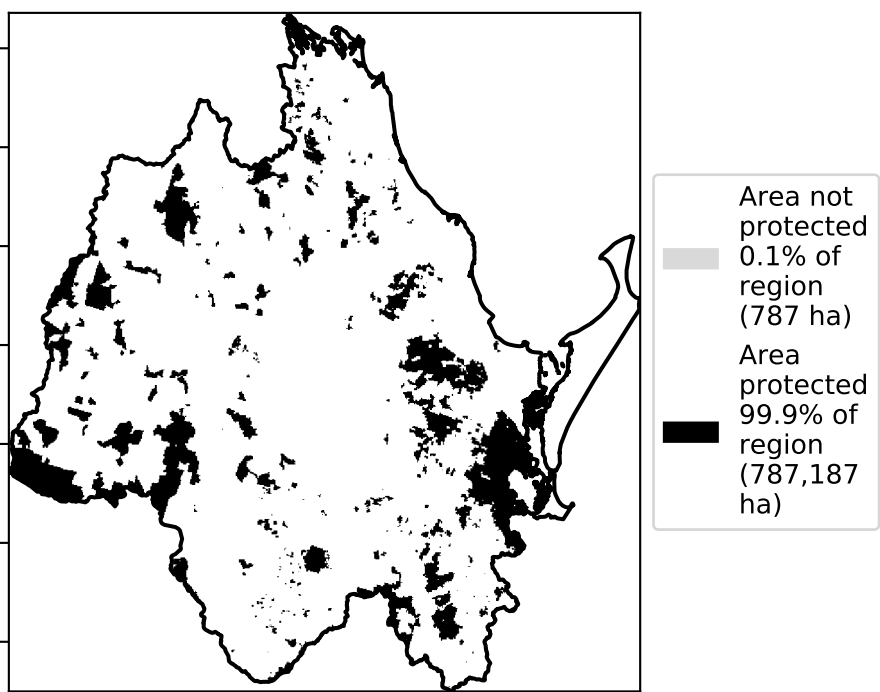 Area not
protected
0.1% of
region
(787 ha)
Area
protected
99.9% of
region
(787,187
ha)